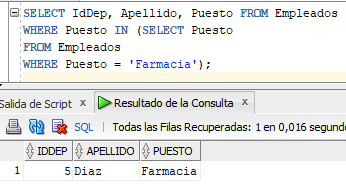 SELECT IdDep, Apellido, Puesto FROM Empleados
WHERE Puesto IN (SELECT Puesto
FROM Empleados
WHERE Puesto = 'Farmacia');
Salida de Script x Resultado de la Consulta x
SQL | Todas las Filas Recuperadas: 1 en 0,016 segundo
IDDEP APELLIDO PUESTO
1 5 Diaz Farmacia